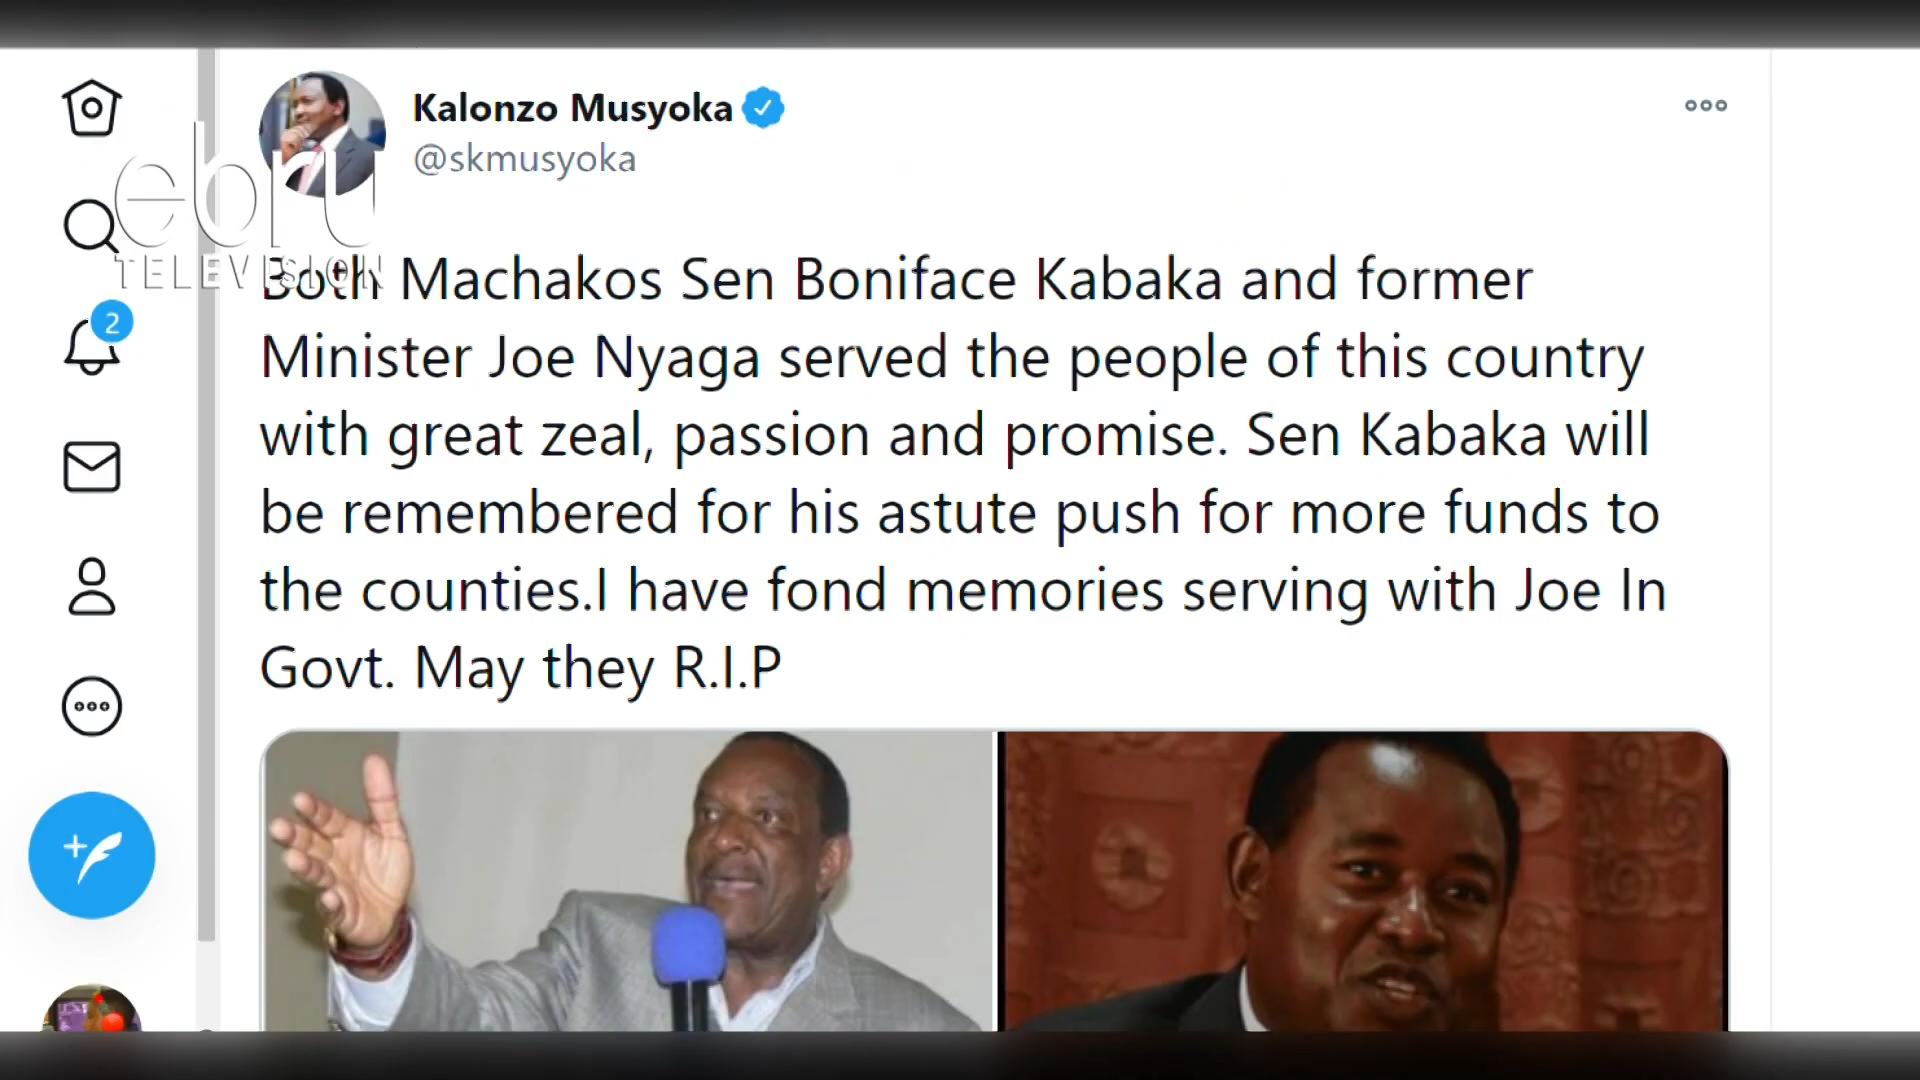 Kalonzo Musyoka
@skmusyoka
ebru
TELEVISION
2
Both Machakos Sen Boniface Kabaka and former
Minister Joe Nyaga served the people of this country
with great zeal, passion and promise. Sen Kabaka will
be remembered for his astute push for more funds to
the counties.I have fond memories serving with Joe In
Govt. May they R.I.P